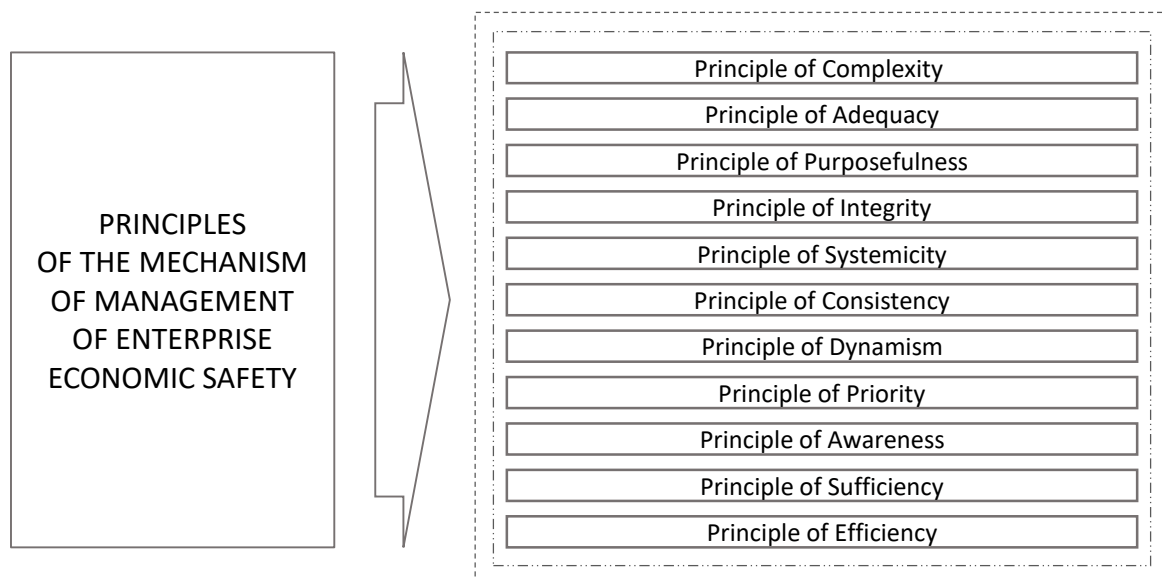 PRINCIPLES
OF THE MECHANISM
OF MANAGEMENT
OF ENTERPRISE
ECONOMIC SAFETY
Principle of Complexity
Principle of Adequacy
Principle of Purposefulness
Principle of Integrity
Principle of Systemicity
Principle of Consistency
Principle of Dynamism
Principle of Priority
Principle of Awareness
Principle of Sufficiency
Principle of Efficiency